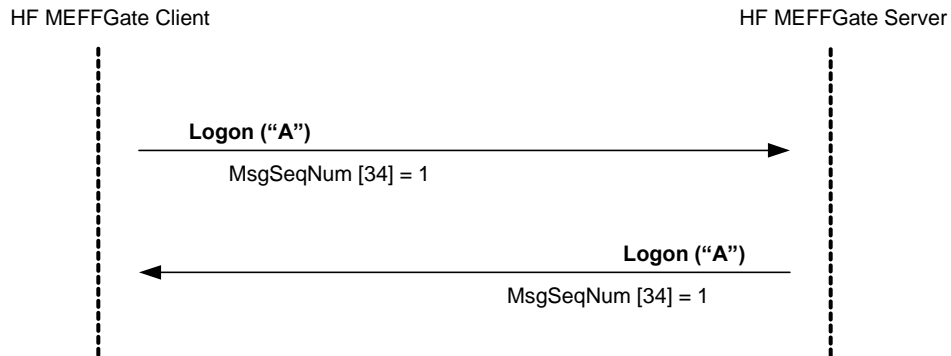 HF MEFFGate Client
HF MEFFGate Server
Logon (“A”)
MsgSeqNum [34] = 1
Logon (“A”)
MsgSeqNum [34] = 1